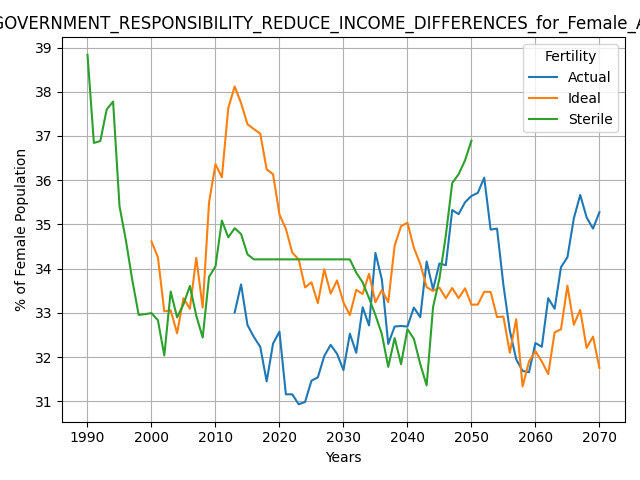 GOVERNMENT_RESPONSIBILITY_REDUCE_INCOME_DIFFERENCES_for_Female_A
Fertility
Actual
Ideal
Sterile
% of Female Population
39
38
37
36
35
34
33
32
31
1990 2000 2010 2020 2030 2040 2050 2060 2070
Years